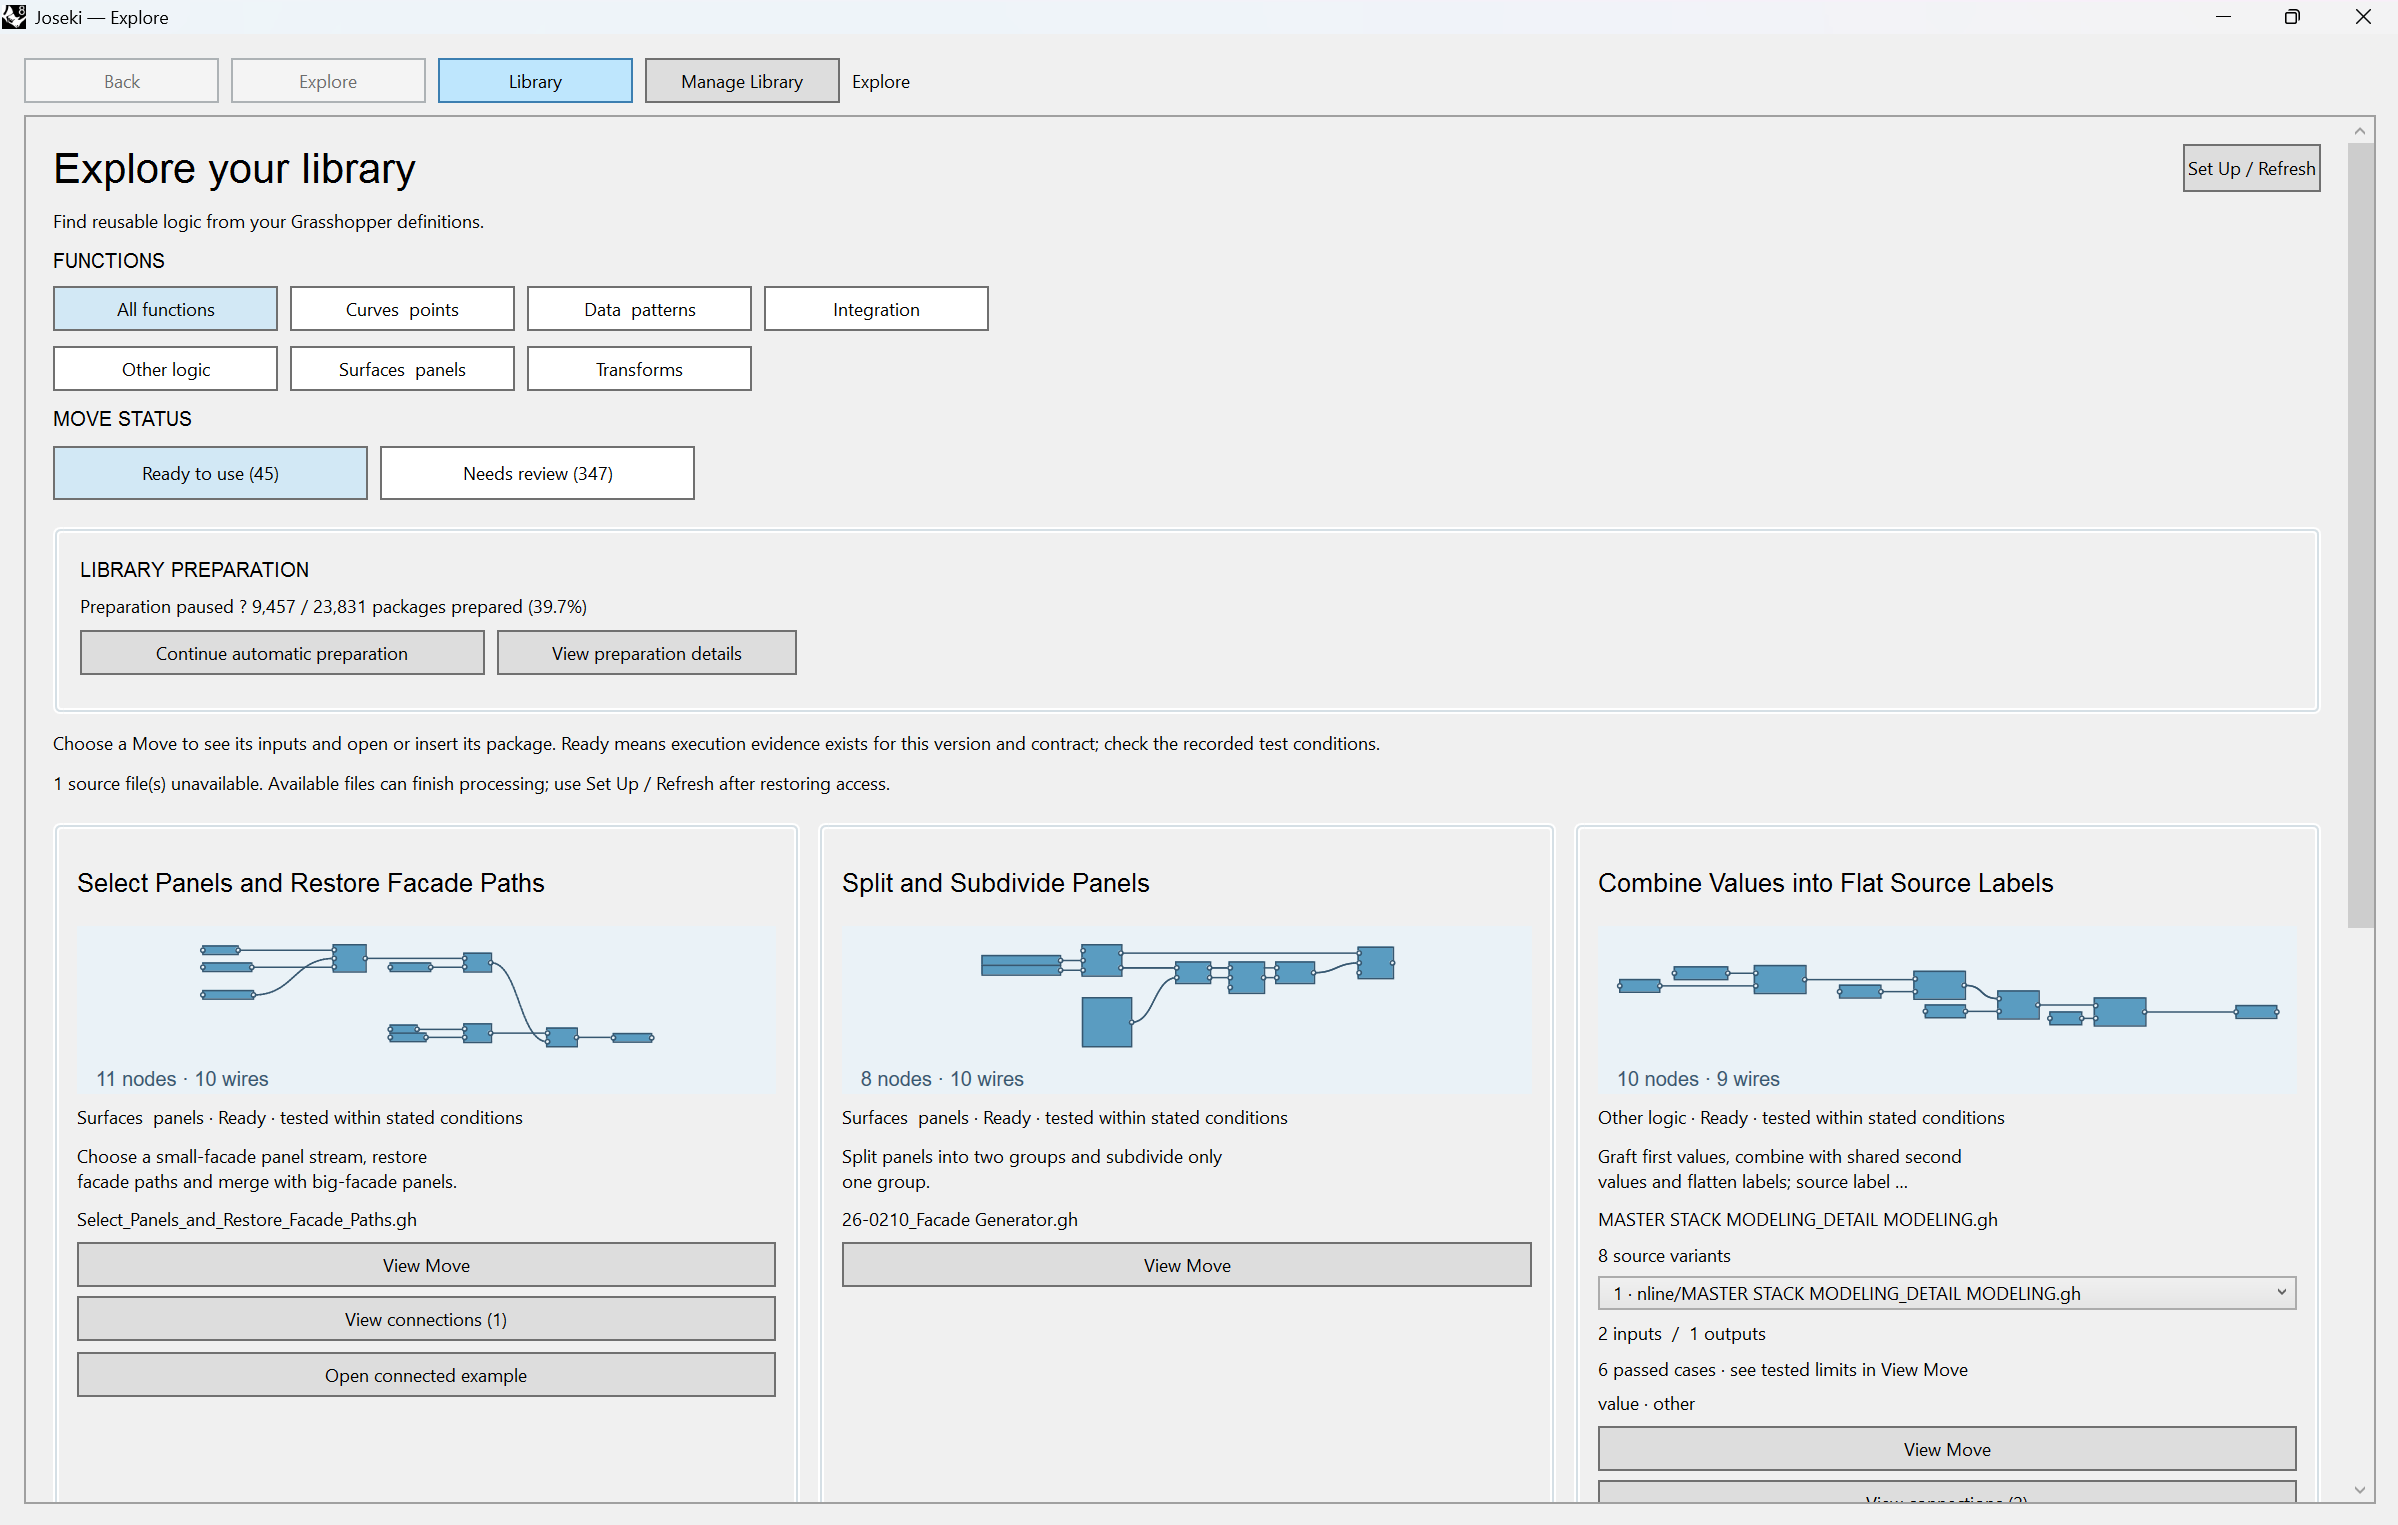 Joseki — Explore
Back
Explore
Library
Manage Library
Explore
Explore your library
Set Up / Refresh
Find reusable logic from your Grasshopper definitions.
FUNCTIONS
All functions
Curves  points
Data  patterns
Integration
Other logic
Surfaces  panels
Transforms
MOVE STATUS
Ready to use (45)
Needs review (347)
LIBRARY PREPARATION
Preparation paused ? 9,457 / 23,831 packages prepared (39.7%)
Continue automatic preparation
View preparation details
Choose a Move to see its inputs and open or insert its package. Ready means execution evidence exists for this version and contract; check the recorded test conditions.
1 source file(s) unavailable. Available files can finish processing; use Set Up / Refresh after restoring access.
Select Panels and Restore Facade Paths
11 nodes · 10 wires
Surfaces  panels · Ready · tested within stated conditions
Choose a small-facade panel stream, restore
facade paths and merge with big-facade panels.
Select_Panels_and_Restore_Facade_Paths.gh
View Move
View connections (1)
Open connected example
Split and Subdivide Panels
8 nodes · 10 wires
Surfaces  panels · Ready · tested within stated conditions
Split panels into two groups and subdivide only
one group.
26-0210_Facade Generator.gh
View Move
Combine Values into Flat Source Labels
10 nodes · 9 wires
Other logic · Ready · tested within stated conditions
Graft first values, combine with shared second
values and flatten labels; source label ...
MASTER STACK MODELING_DETAIL MODELING.gh
8 source variants
1 · nline/MASTER STACK MODELING_DETAIL MODELING.gh
2 inputs  /  1 outputs
6 passed cases · see tested limits in View Move
value · other
View Move
View connections